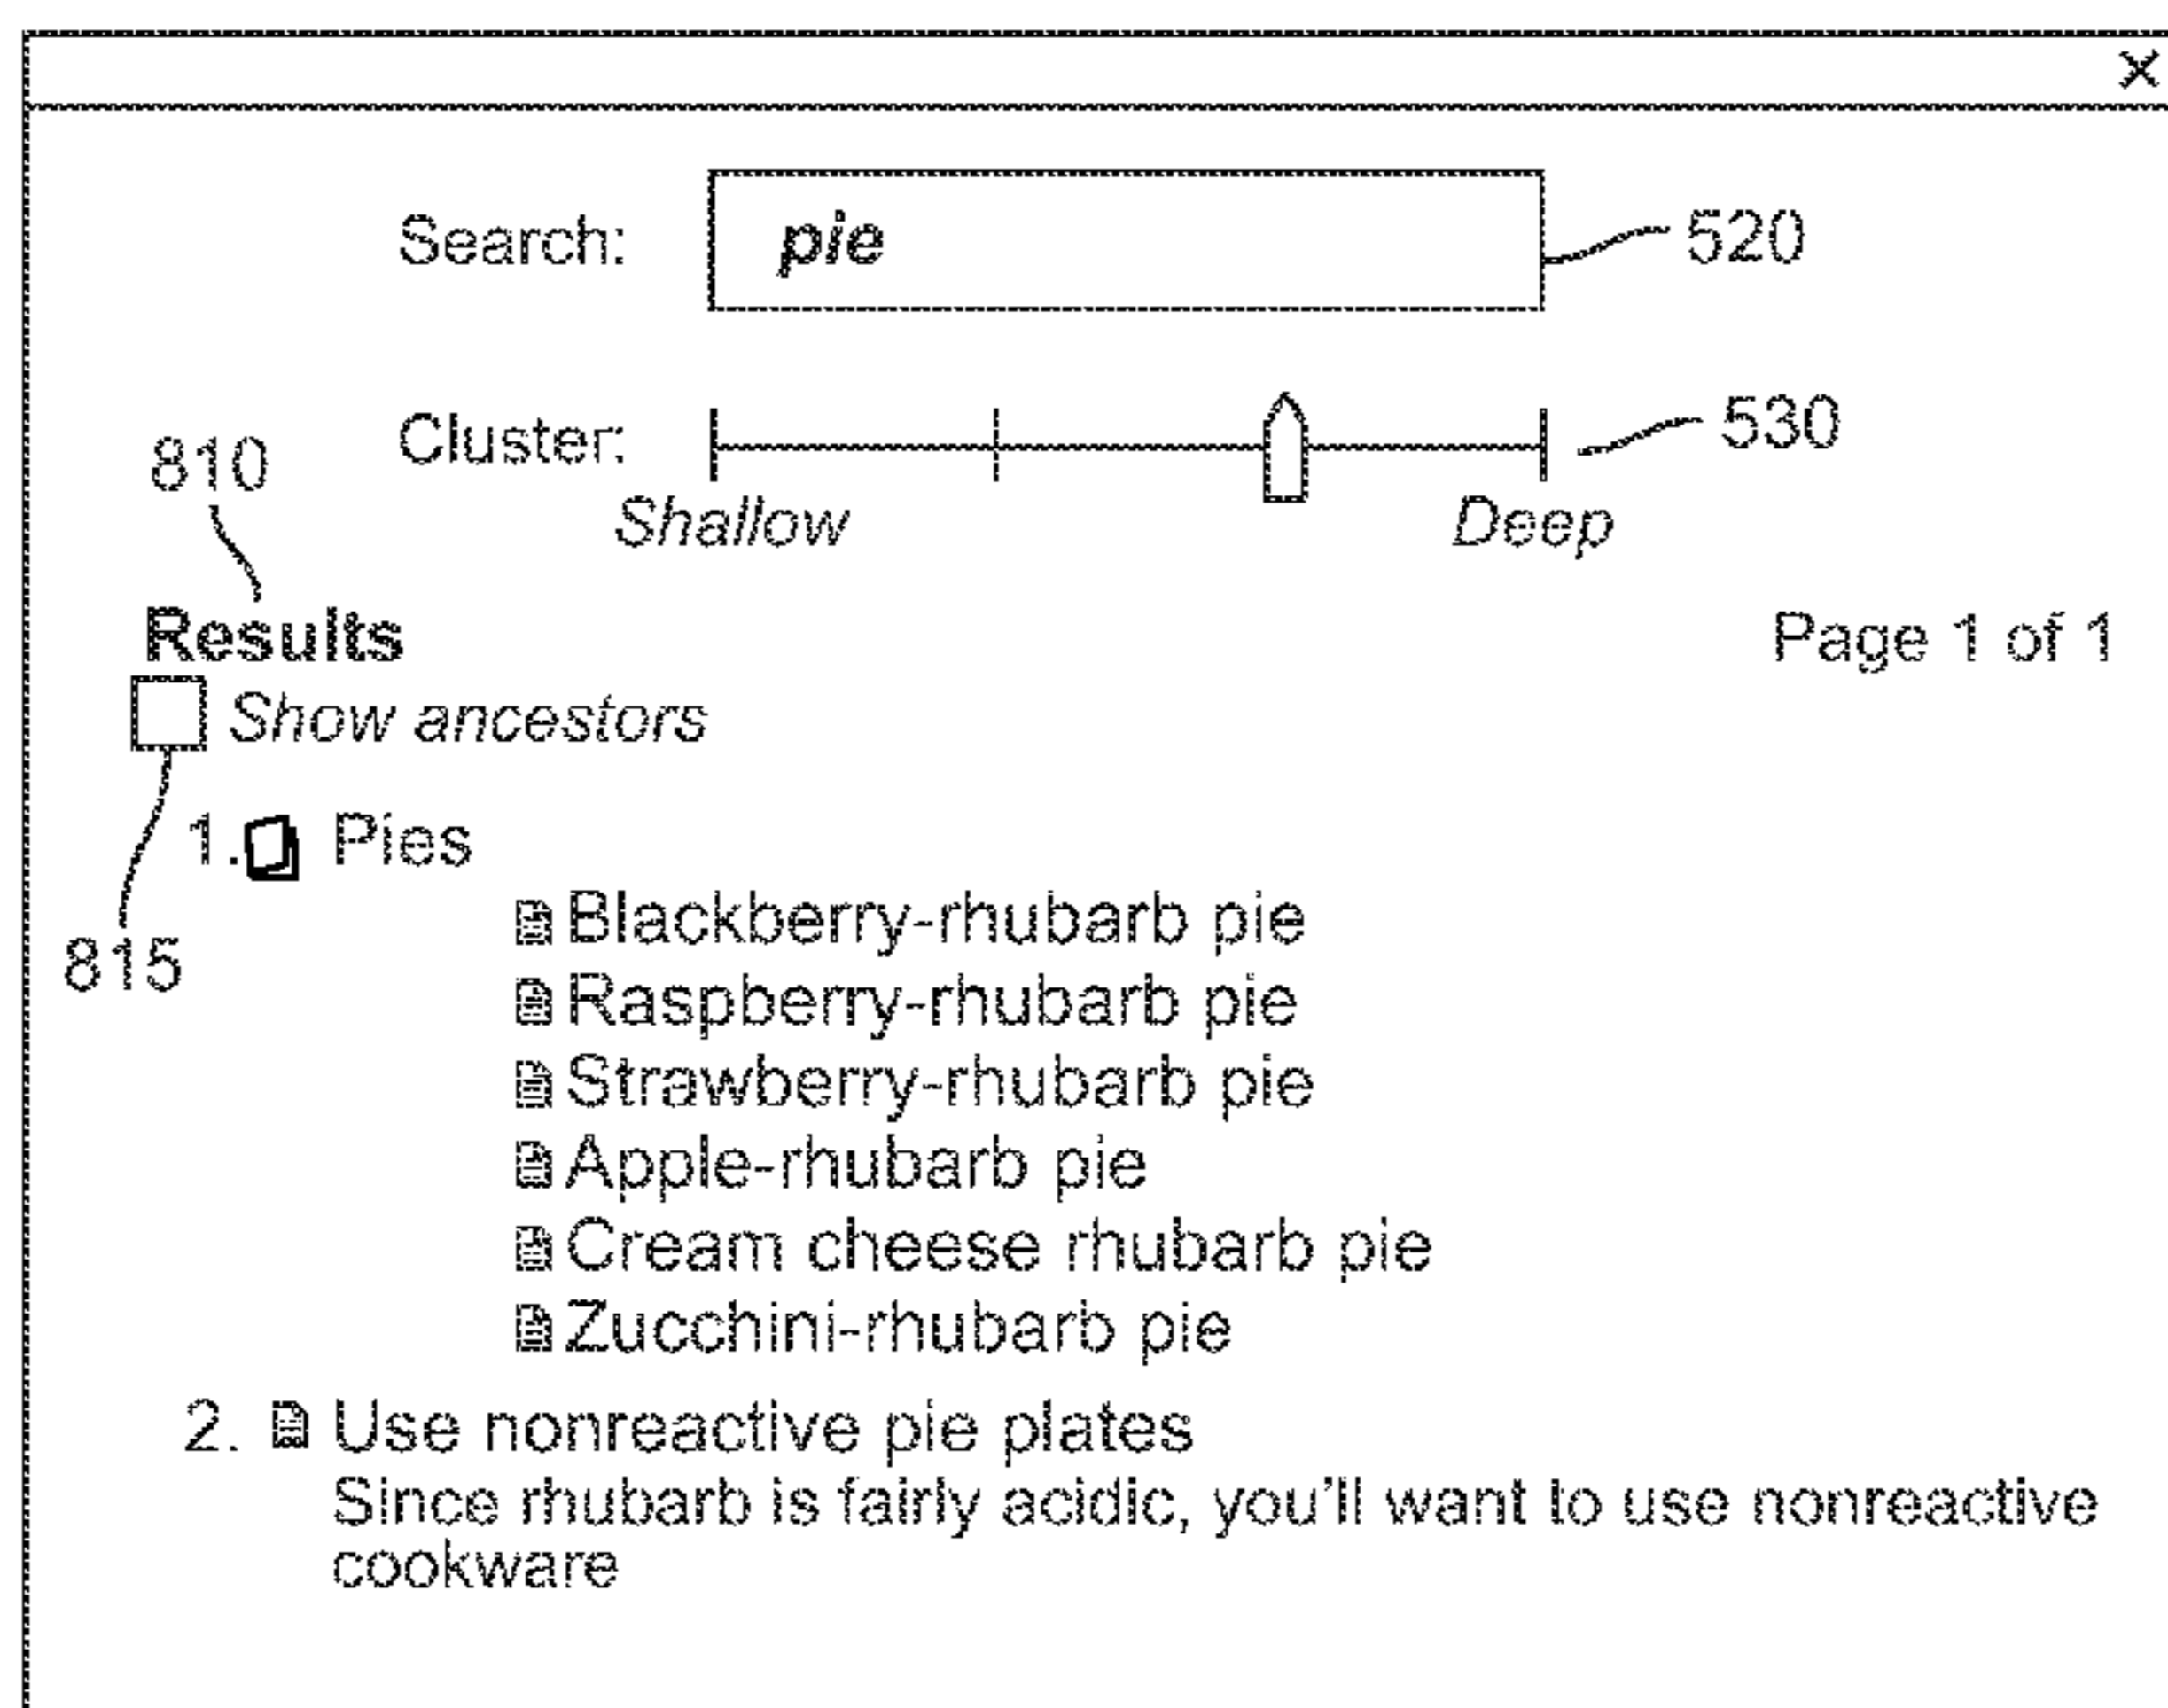 ×
Search: pie 520
Cluster: 530
810
Shallow Deep
Results Page 1 of 1
Show ancestors
1. Pies
Blackberry-rhubarb pie
815
Raspberry-rhubarb pie
Strawberry-rhubarb pie
Apple-rhubarb pie
Cream cheese rhubarb pie
Zucchini-rhubarb pie
2. Use nonreactive pie plates
Since rhubarb is fairly acidic, you'll want to use nonreactive
cookware